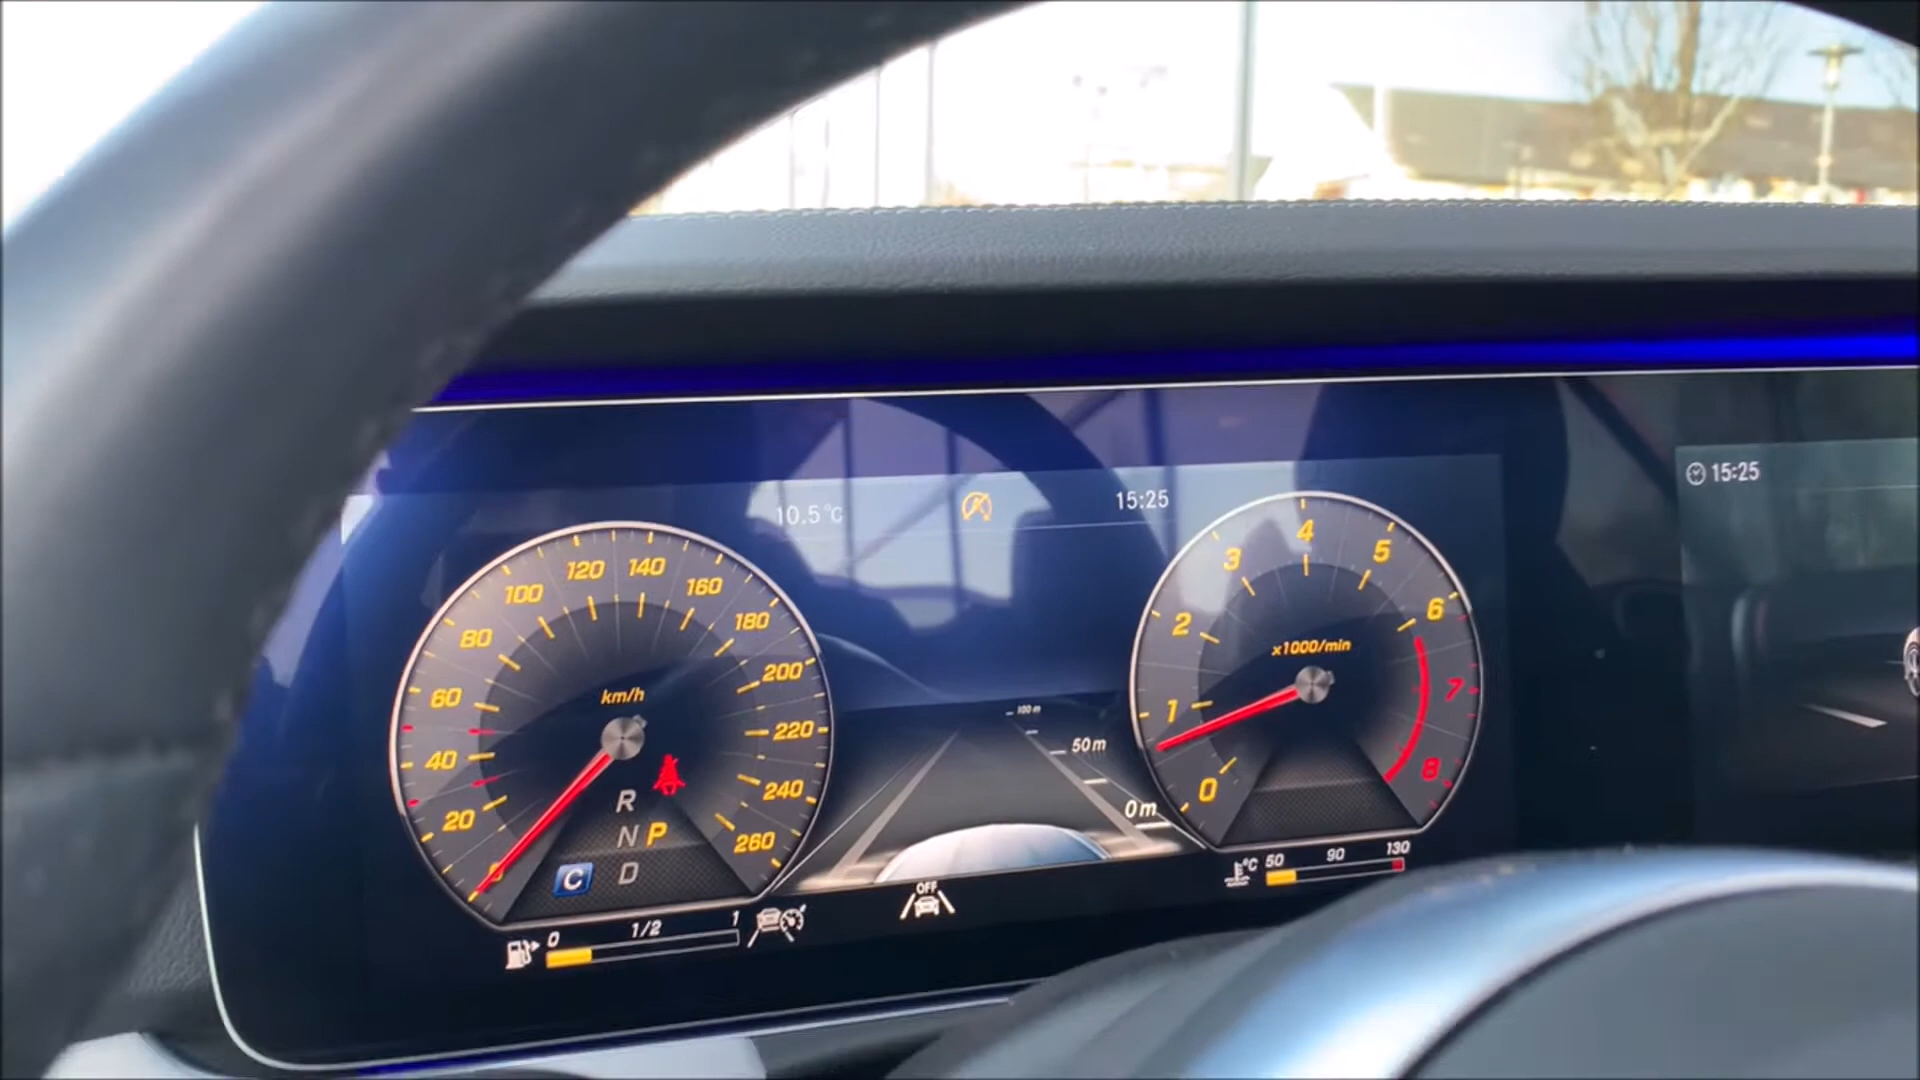 10.5 °C
15:25
15:25
20
40
60
80
100
120
140
160
180
200
220
240
260
km/h
R
N P
D
C
0 1/2 1
100 m
50 m
0 m
OFF
0
1
2
3
4
5
6
7
8
x1000/min
°C 50 90 130